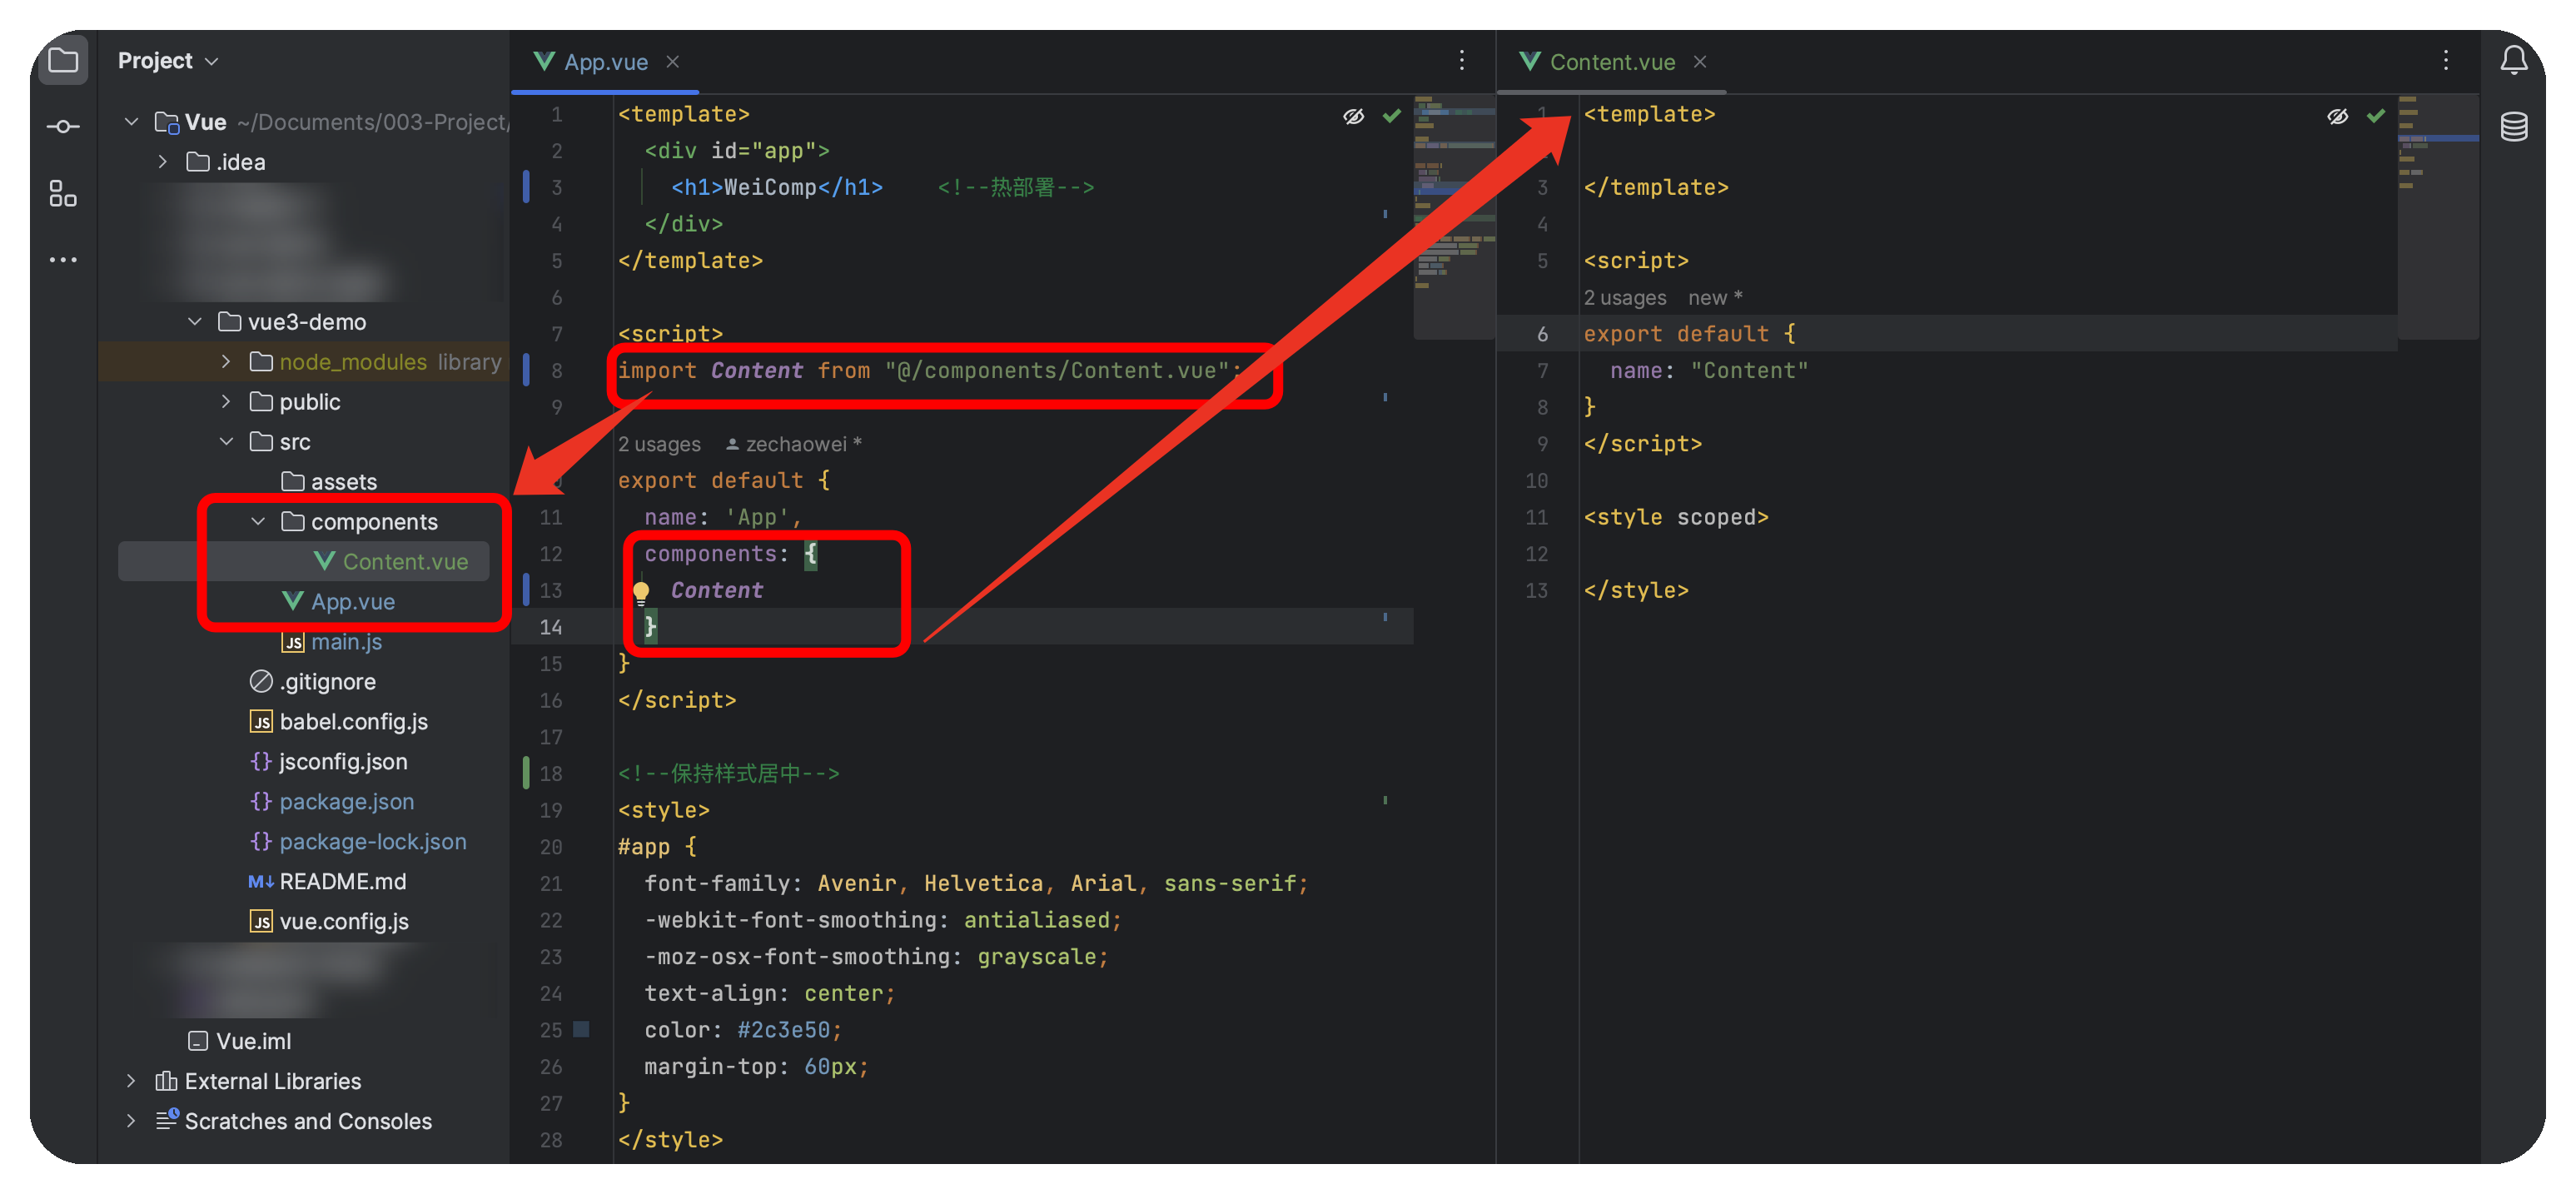 Project
Vue ~/Documents/003-Project/
.idea
vue3-demo
node_modules library
public
src
assets
components
Content.vue
App.vue
main.js
.gitignore
babel.config.js
jsconfig.json
package.json
package-lock.json
README.md
vue.config.js
Vue.iml
External Libraries
Scratches and Consoles
App.vue
1 <template>
2 <div id="app">
3 <h1>WeiComp</h1> <!--热部署-->
4 </div>
5 </template>
6
7 <script>
8 import Content from "@/components/Content.vue";
9
2 usages zechaowei *
export default {
11 name: 'App',
12 components: {
13 Content
14 }
15 }
16 </script>
17
18 <!--保持样式居中-->
19 <style>
20 #app {
21 font-family: Avenir, Helvetica, Arial, sans-serif;
22 -webkit-font-smoothing: antialiased;
23 -moz-osx-font-smoothing: grayscale;
24 text-align: center;
25 color: #2c3e50;
26 margin-top: 60px;
27 }
28 </style>
Content.vue
1 <template>
3 </template>
4
5 <script>
2 usages new *
6 export default {
7 name: "Content"
8 }
9 </script>
10
11 <style scoped>
12
13 </style>